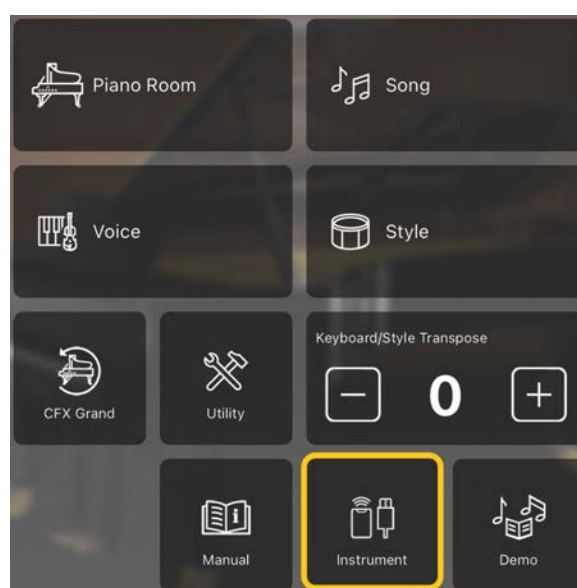 Piano Room
Song
Voice
Style
CFX Grand
Utility
Keyboard/Style Transpose
0
Manual
Instrument
Demo